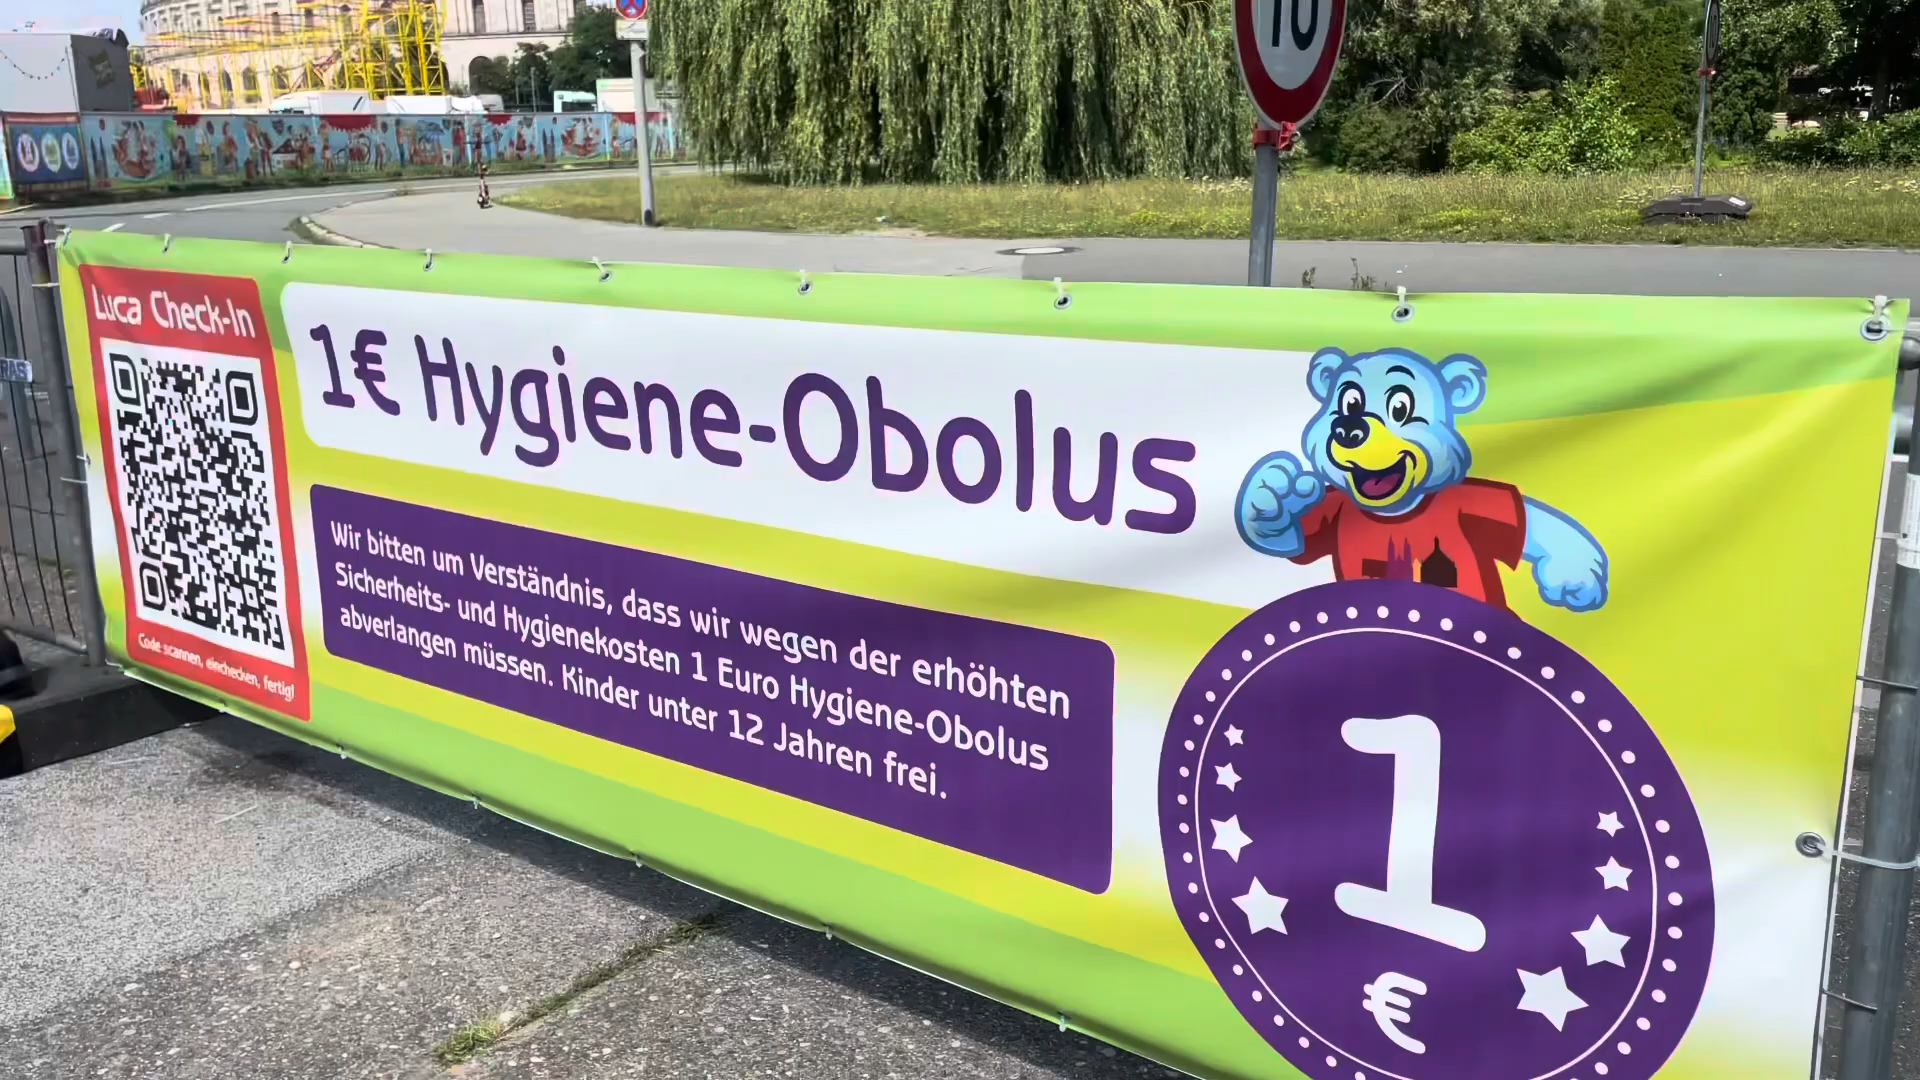 10
Luca Check-In
Code scannen, einchecken, fertig!
1€ Hygiene-Obolus
Wir bitten um Verständnis, dass wir wegen der erhöhten
Sicherheits- und Hygienekosten 1 Euro Hygiene-Obolus
abverlangen müssen. Kinder unter 12 Jahren frei.
1
€